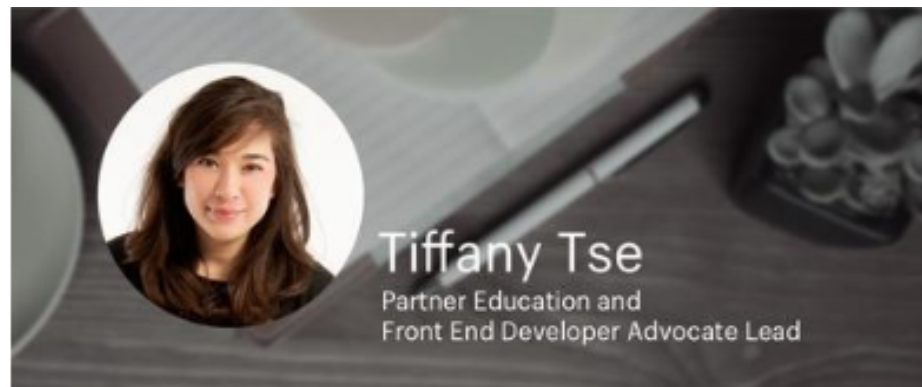 Tiffany Tse
Partner Education and
Front End Developer Advocate Lead